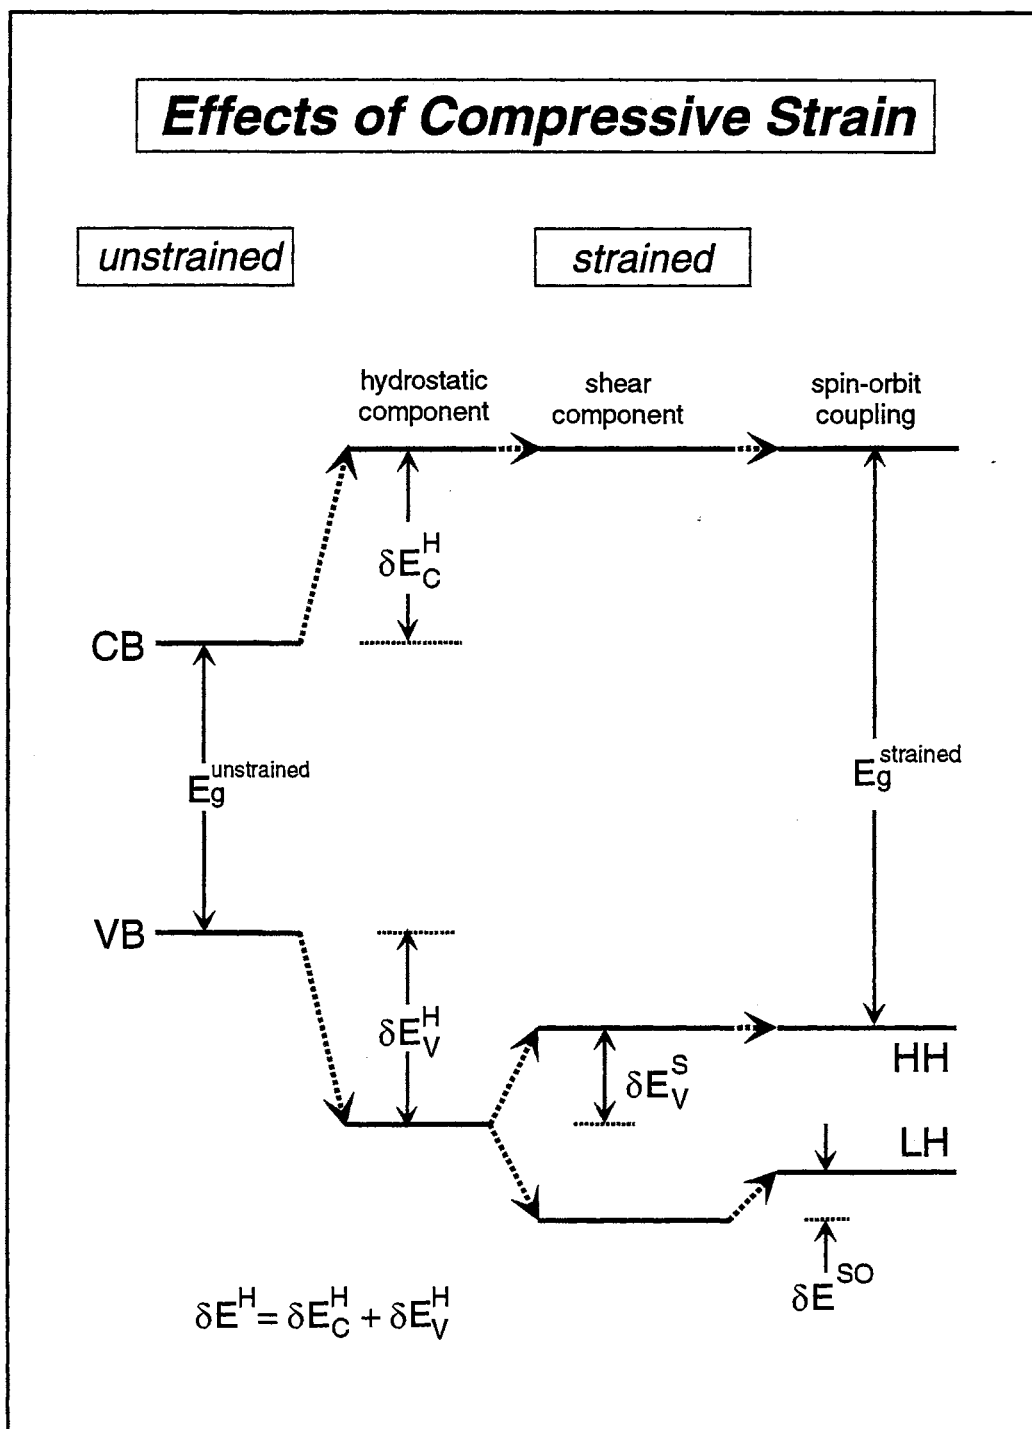 Effects of Compressive Strain
unstrained
strained
hydrostatic
component
shear
component
spin-orbit
coupling
δE_C^H
CB
E_g^unstrained
E_g^strained
VB
δE_V^H
δE_V^S
HH
LH
δE^SO
δE^H = δE_C^H + δE_V^H